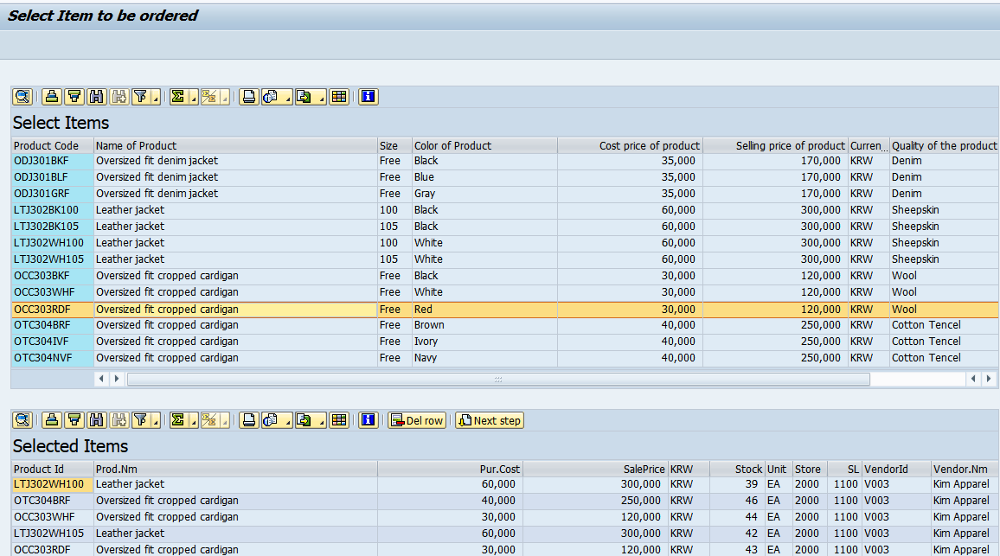 Select Item to be ordered
Select Items
Product Code Name of Product Size Color of Product Cost price of product Selling price of product Curren... Quality of the product
ODJ301BKF Oversized fit denim jacket Free Black 35,000 170,000 KRW Denim
ODJ301BLF Oversized fit denim jacket Free Blue 35,000 170,000 KRW Denim
ODJ301GRF Oversized fit denim jacket Free Gray 35,000 170,000 KRW Denim
LTJ302BK100 Leather jacket 100 Black 60,000 300,000 KRW Sheepskin
LTJ302BK105 Leather jacket 105 Black 60,000 300,000 KRW Sheepskin
LTJ302WH100 Leather jacket 100 White 60,000 300,000 KRW Sheepskin
LTJ302WH105 Leather jacket 105 White 60,000 300,000 KRW Sheepskin
OCC303BKF Oversized fit cropped cardigan Free Black 30,000 120,000 KRW Wool
OCC303WHF Oversized fit cropped cardigan Free White 30,000 120,000 KRW Wool
OCC303RDF Oversized fit cropped cardigan Free Red 30,000 120,000 KRW Wool
OTC304BRF Oversized fit cropped cardigan Free Brown 40,000 250,000 KRW Cotton Tencel
OTC304IVF Oversized fit cropped cardigan Free Ivory 40,000 250,000 KRW Cotton Tencel
OTC304NVF Oversized fit cropped cardigan Free Navy 40,000 250,000 KRW Cotton Tencel
Del row Next step
Selected Items
Product Id Prod.Nm Pur.Cost SalePrice KRW Stock Unit Store SL VendorId Vendor.Nm
LTJ302WH100 Leather jacket 60,000 300,000 KRW 39 EA 2000 1100 V003 Kim Apparel
OTC304BRF Oversized fit cropped cardigan 40,000 250,000 KRW 46 EA 2000 1100 V003 Kim Apparel
OCC303WHF Oversized fit cropped cardigan 30,000 120,000 KRW 44 EA 2000 1100 V003 Kim Apparel
LTJ302WH105 Leather jacket 60,000 300,000 KRW 42 EA 2000 1100 V003 Kim Apparel
OCC303RDF Oversized fit cropped cardigan 30,000 120,000 KRW 43 EA 2000 1100 V003 Kim Apparel